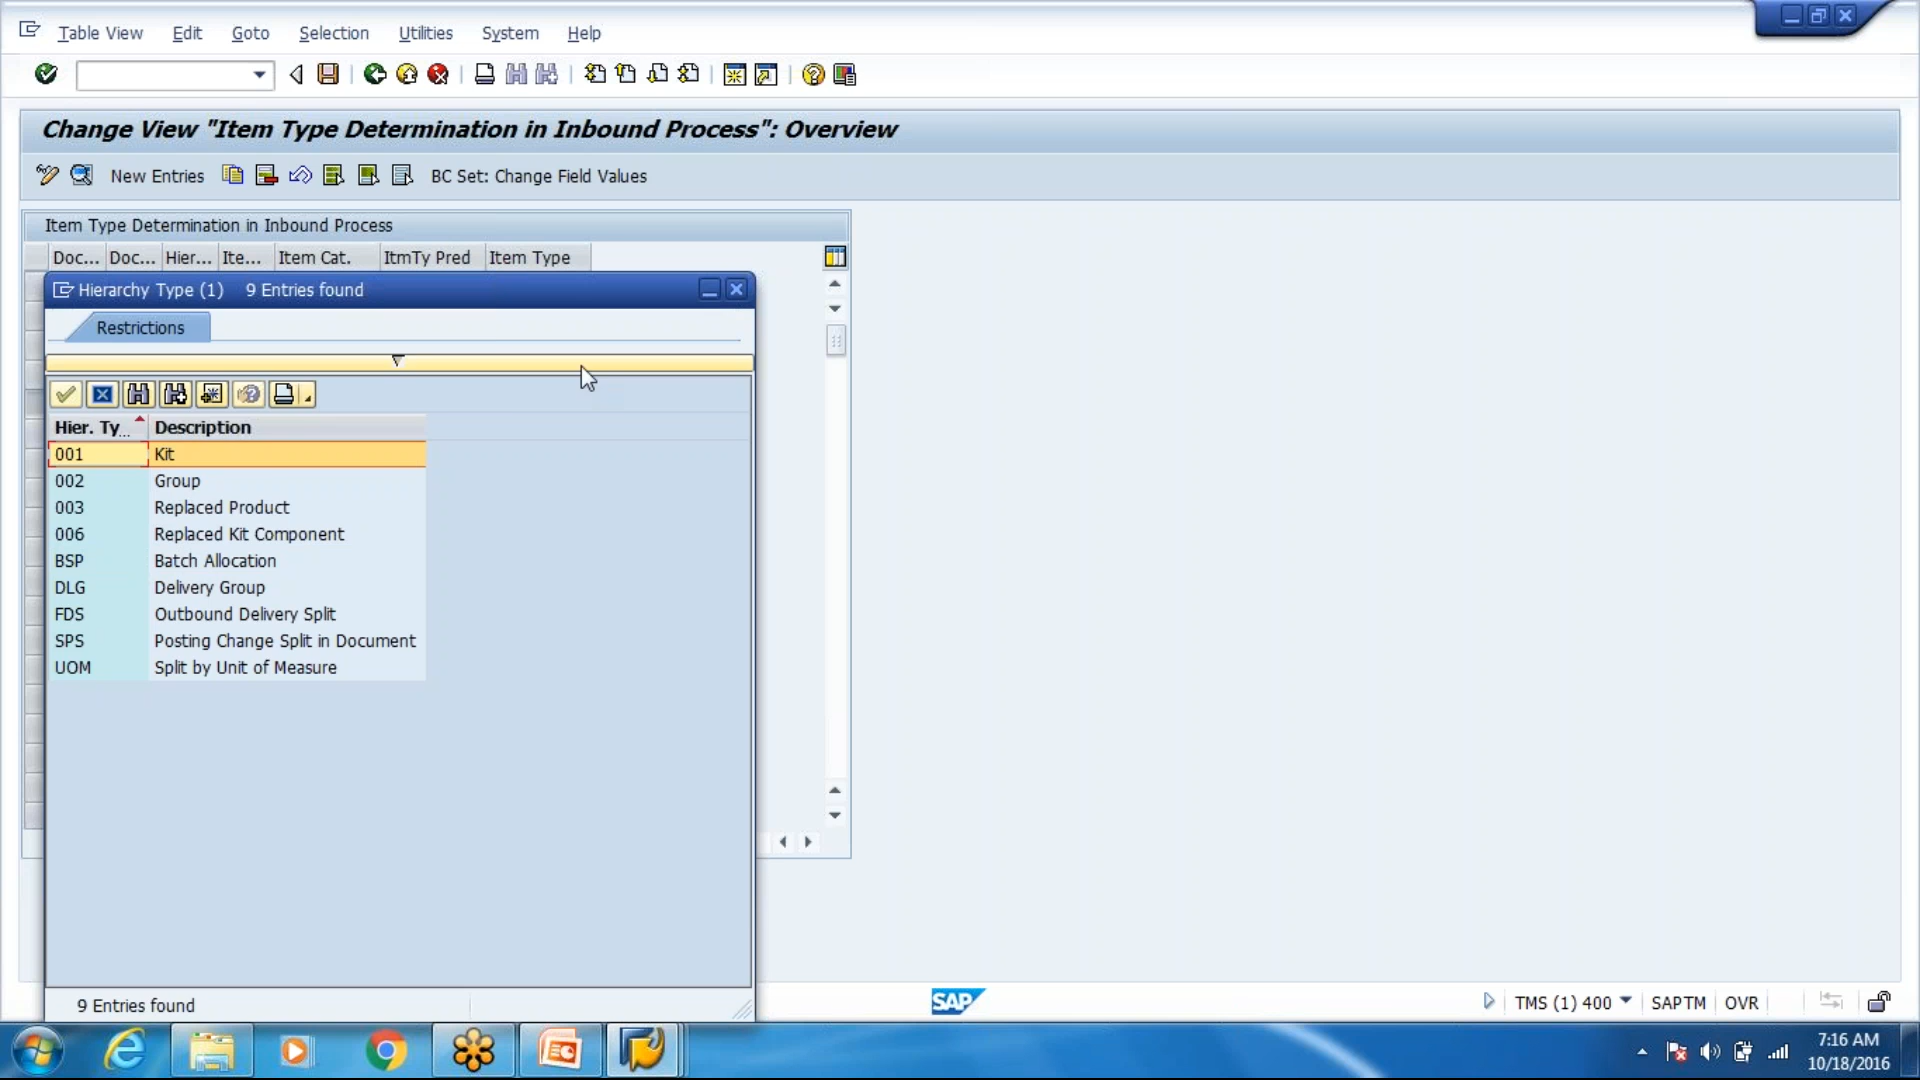 Table View Edit Goto Selection Utilities System Help
Change View "Item Type Determination in Inbound Process": Overview
New Entries BC Set: Change Field Values
Item Type Determination in Inbound Process
Doc... Doc... Hier... Ite... Item Cat. ItmTy Pred Item Type
Hierarchy Type (1) 9 Entries found
Restrictions
Hier. Ty... Description
001 Kit
002 Group
003 Replaced Product
006 Replaced Kit Component
BSP Batch Allocation
DLG Delivery Group
FDS Outbound Delivery Split
SPS Posting Change Split in Document
UOM Split by Unit of Measure
9 Entries found
SAP TMS (1) 400 SAPTM OVR
7:16 AM
10/18/2016